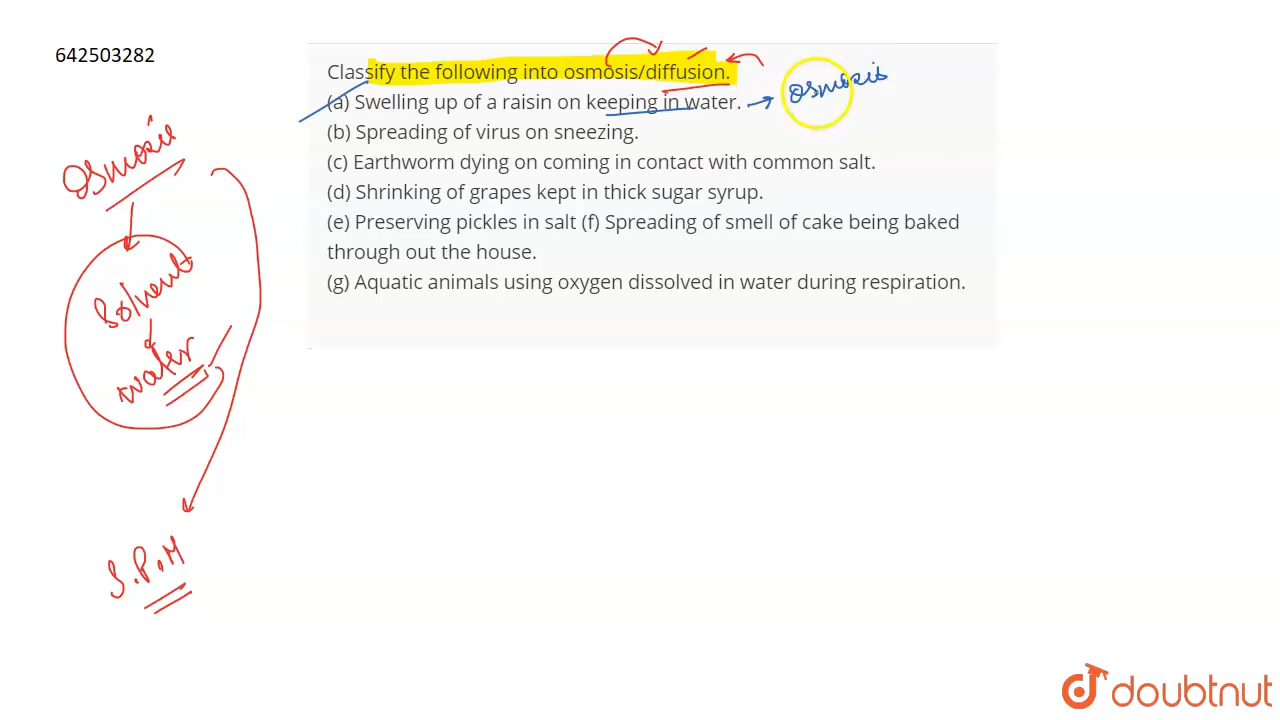 642503282
Classify the following into osmosis/diffusion.
(a) Swelling up of a raisin on keeping in water. → osmosis
(b) Spreading of virus on sneezing.
(c) Earthworm dying on coming in contact with common salt.
(d) Shrinking of grapes kept in thick sugar syrup.
(e) Preserving pickles in salt (f) Spreading of smell of cake being baked
through out the house.
(g) Aquatic animals using oxygen dissolved in water during respiration.
Osmosis
Solvent
water
S.P.M
doubtnut